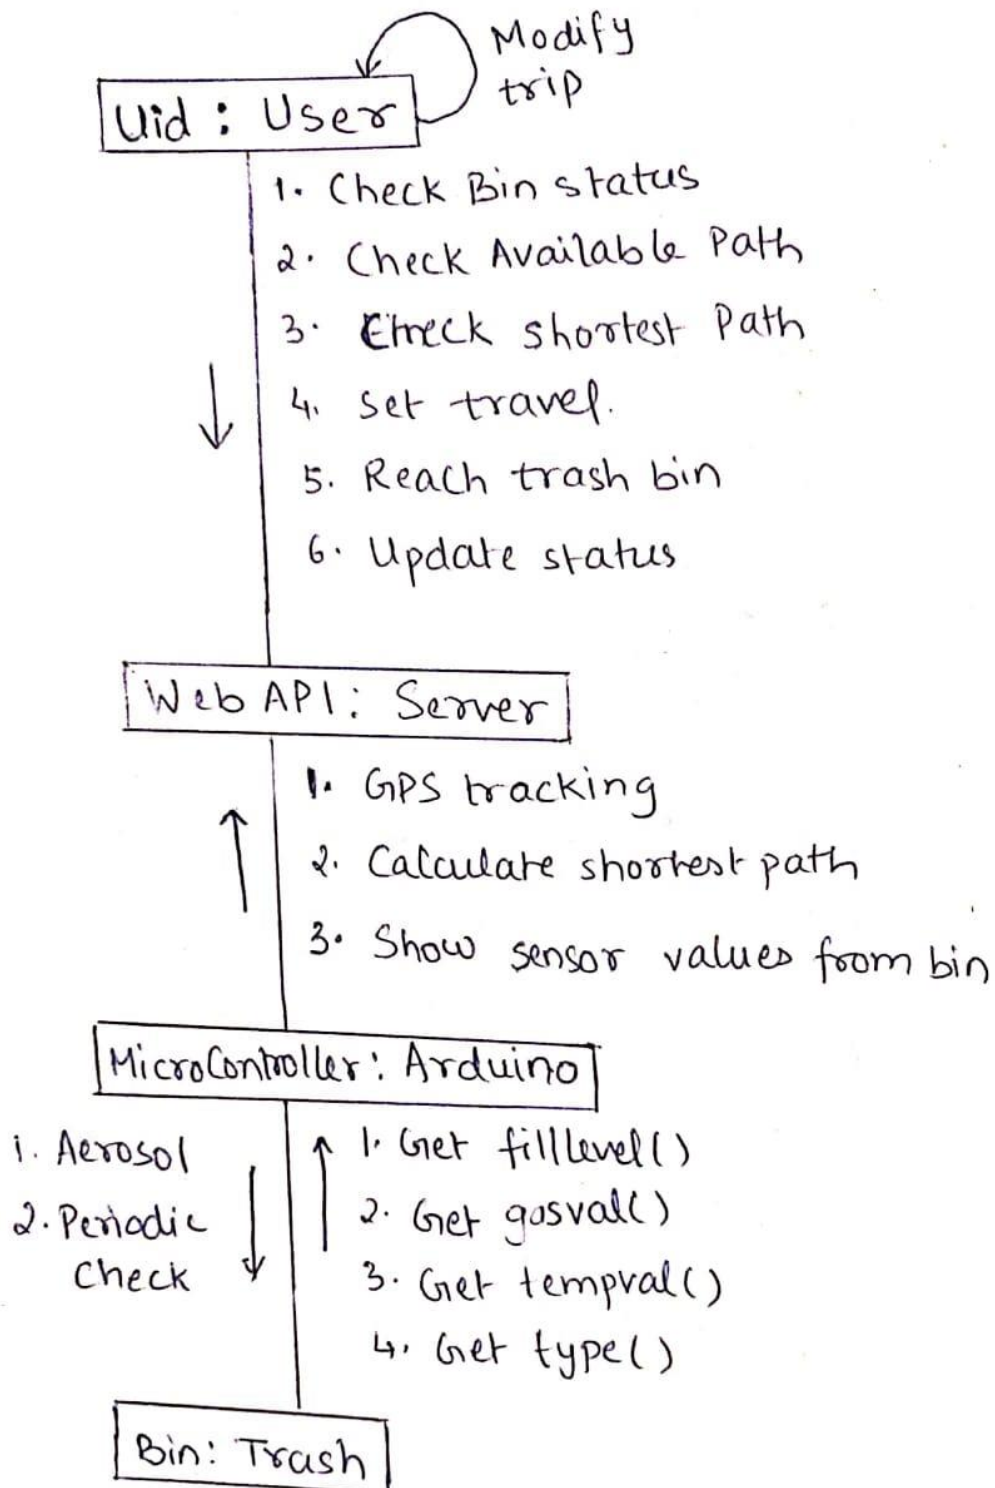 Modify
trip
Uid : User
1. Check Bin status
2. Check Available Path
3. Check shortest Path
4. set travel.
5. Reach trash bin
6. Update status
Web API : Server
1. GPS tracking
2. Calculate shortest path
3. Show sensor values from bin
MicroController : Arduino
1. Aerosol
2. Periodic
Check
1. Get filllevel()
2. Get gasval()
3. Get tempval()
4. Get type()
Bin : Trash